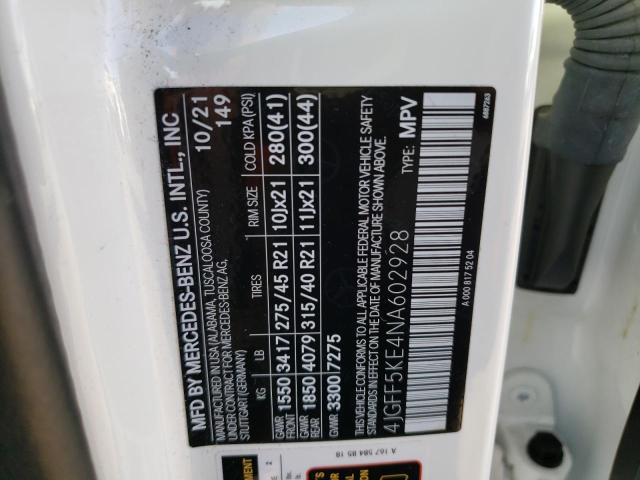 MFD BY MERCEDES-BENZ U.S. INTL., INC
IN U.S.A. (ALABAMA, TUSCALOOSA COUNTY) 10/21
UNDER CONTRACT FOR MERCEDES-BENZ AG, 149
STUTTGART (GERMANY)
KG LB TIRES RIM SIZE COLD KPA (PSI)
GAWR FRONT 1550 3417 275/45 R21 10Jx21 280(41)
GAWR REAR 1850 4079 315/40 R21 11Jx21 300(44)
GVWR 3300 7275
THIS VEHICLE CONFORMS TO ALL APPLICABLE FEDERAL MOTOR VEHICLE SAFETY
STANDARDS IN EFFECT ON THE DATE OF MANUFACTURE SHOWN ABOVE.
4JGFF5KE4NA602928 TYPE: MPV
A 000 817 52 04
A 167 584 85 18